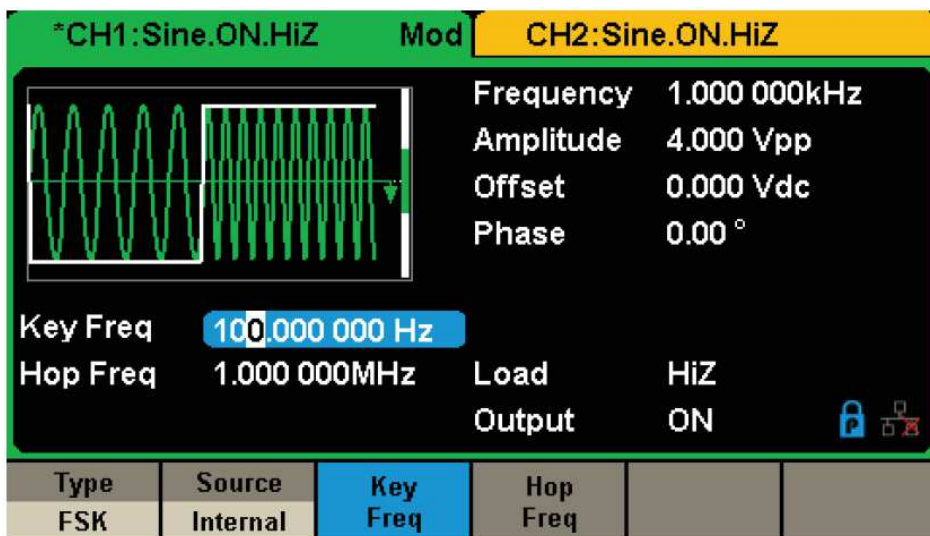 *CH1:Sine.ON.HiZ Mod CH2:Sine.ON.HiZ
Frequency 1.000 000kHz
Amplitude 4.000 Vpp
Offset 0.000 Vdc
Phase 0.00 °
Key Freq 100.000 000 Hz
Hop Freq 1.000 000MHz Load HiZ
Output ON P
Type Source Key Hop
FSK Internal Freq Freq